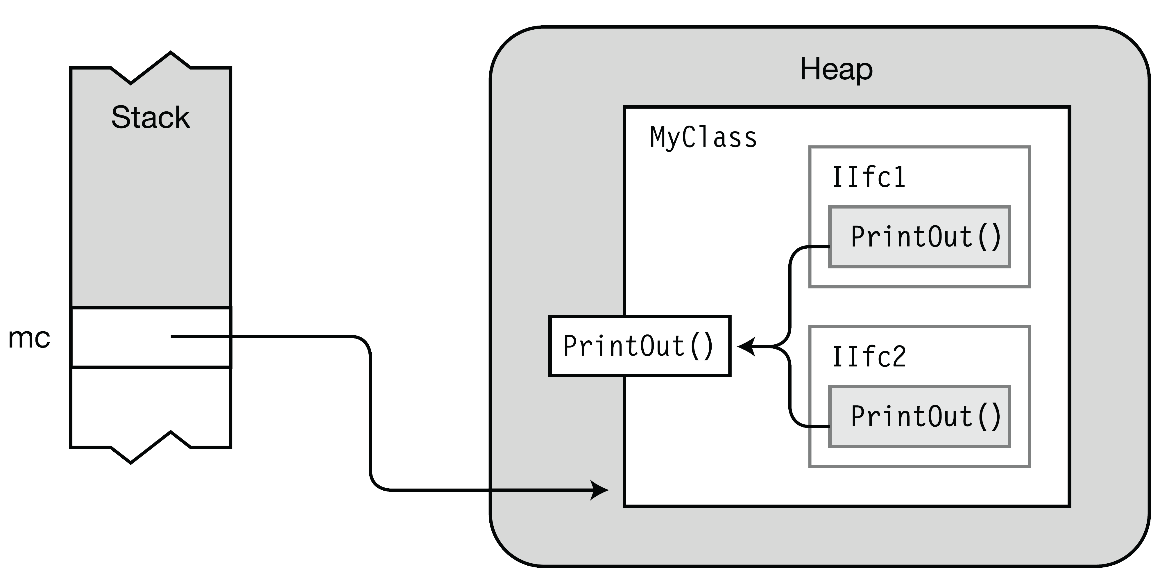 Stack
mc
Heap
MyClass
IIfc1
PrintOut()
PrintOut()
IIfc2
PrintOut()